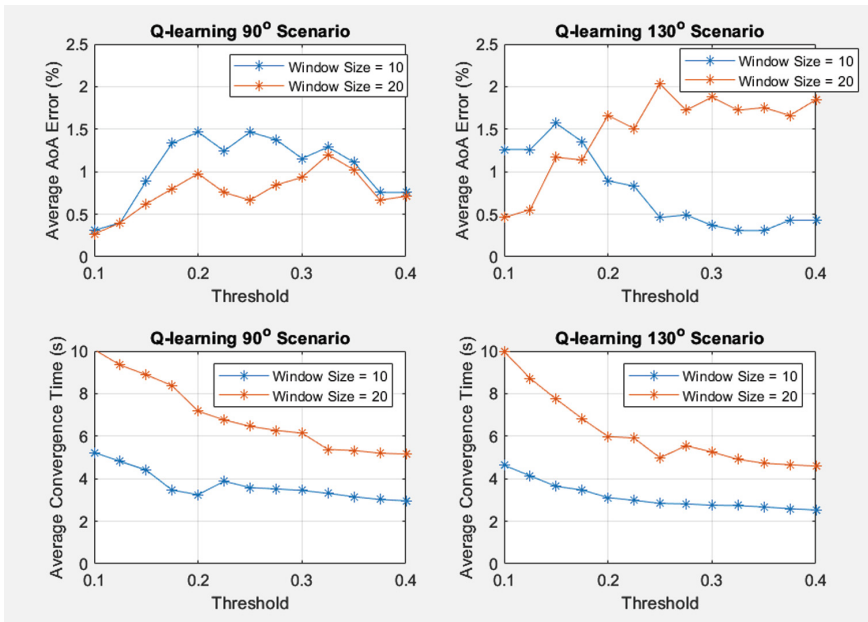 Q-learning 90° Scenario
Average AoA Error (%)
2.5
2
1.5
1
0.5
0
0.1
0.2
0.3
0.4
Threshold
Window Size = 10
Window Size = 20
Q-learning 130° Scenario
Average AoA Error (%)
2.5
2
1.5
1
0.5
0
0.1
0.2
0.3
0.4
Threshold
Window Size = 10
Window Size = 20
Q-learning 90° Scenario
Average Convergence Time (s)
10
8
6
4
2
0
0.1
0.2
0.3
0.4
Threshold
Window Size = 10
Window Size = 20
Q-learning 130° Scenario
Average Convergence Time (s)
10
8
6
4
2
0
0.1
0.2
0.3
0.4
Threshold
Window Size = 10
Window Size = 20